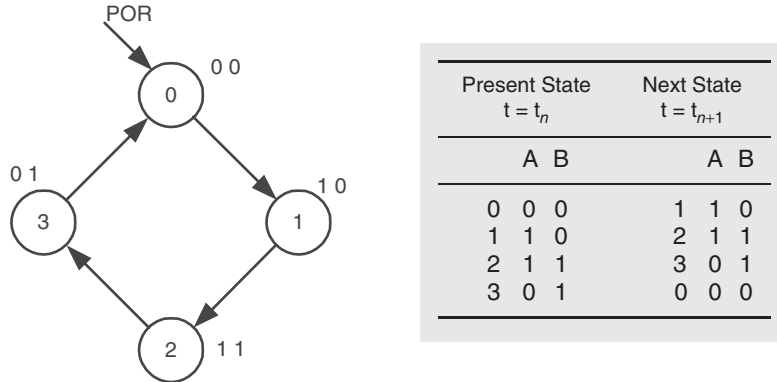 POR
0 0
0
0 1
1 0
3
1
2
1 1
Present State Next State
t = tn t = tn+1
A B A B
0 0 0 1 1 0
1 1 0 2 1 1
2 1 1 3 0 1
3 0 1 0 0 0